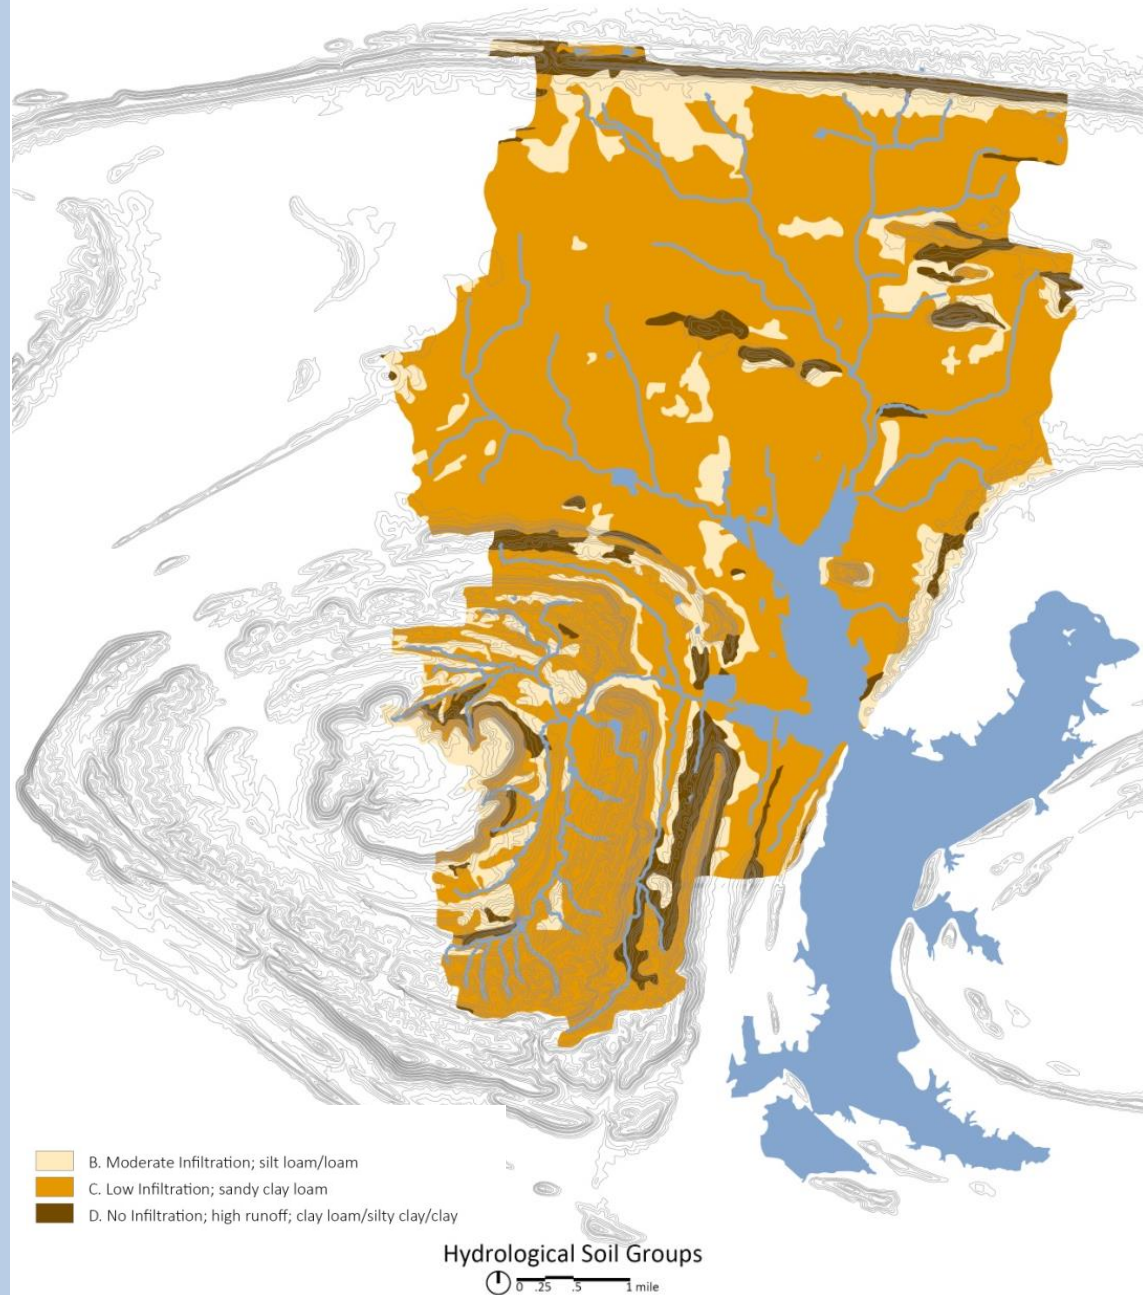 B. Moderate Infiltration; silt loam/loam
C. Low Infiltration; sandy clay loam
D. No Infiltration; high runoff; clay loam/silty clay/clay
Hydrological Soil Groups
0 .25 .5 1 mile